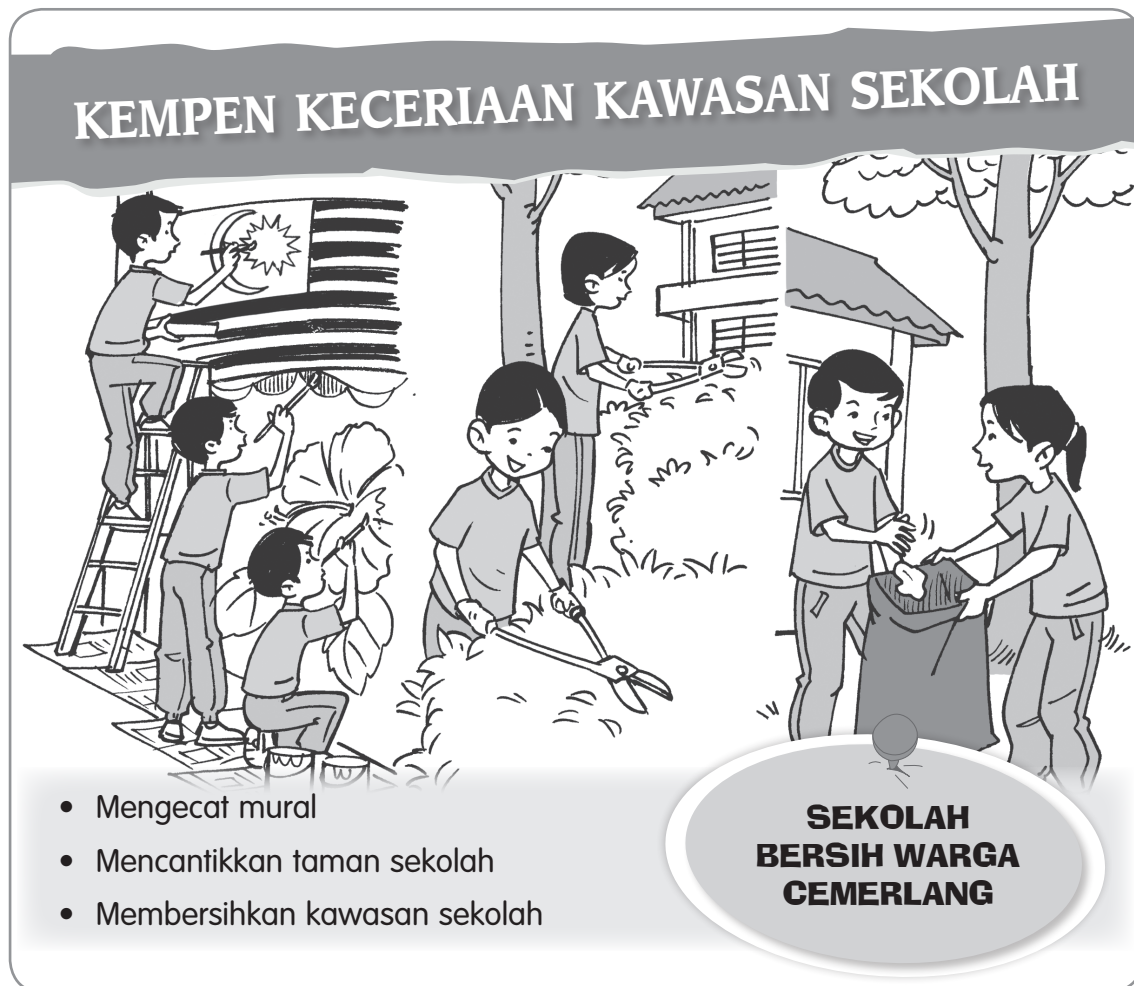 KEMPEN KECERIAAN KAWASAN SEKOLAH
• Mengecat mural
• Mencantikkan taman sekolah
• Membersihkan kawasan sekolah
SEKOLAH
BERSIH WARGA
CEMERLANG